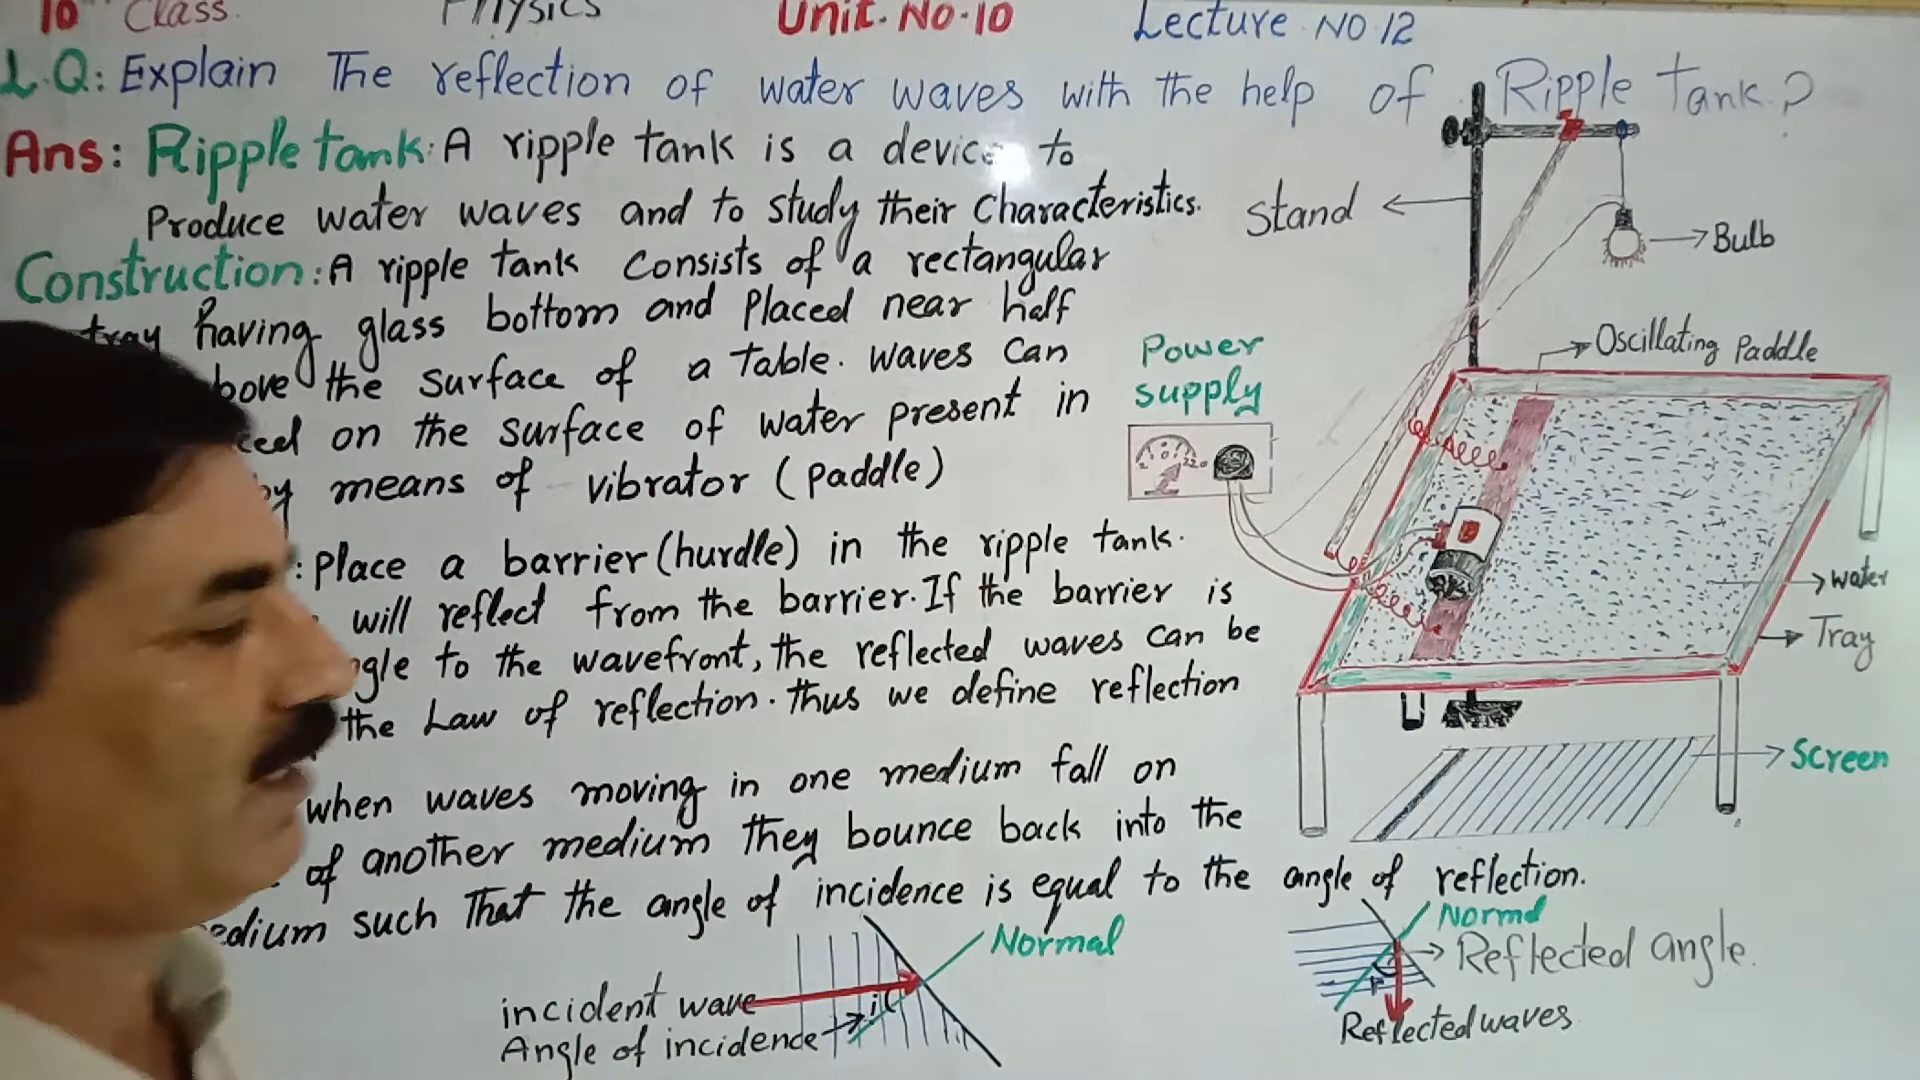 10 Class. Physics Unit. No. 10 Lecture. NO 12
L.Q: Explain The reflection of water waves with the help of Ripple Tank?
Ans: Ripple tank: A ripple tank is a device to
Produce water waves and to study their Characteristics.
Construction: A ripple tank Consists of a rectangular
tray having glass bottom and Placed near half
bove the surface of a table. Waves Can
ced on the surface of water present in
by means of vibrator (Paddle)
: Place a barrier (hurdle) in the ripple tank.
will reflect from the barrier. If the barrier is
ngle to the wavefront, the reflected waves can be
the Law of reflection. Thus we define reflection
when waves moving in one medium fall on
of another medium they bounce back into the
edium such That the angle of incidence is equal to the angle of reflection.
Stand
Bulb
Oscillating Paddle
Power
supply
water
Tray
Screen
Normal
incident wave
i
Angle of incidence
Normal
Reflected angle.
r
Reflected waves